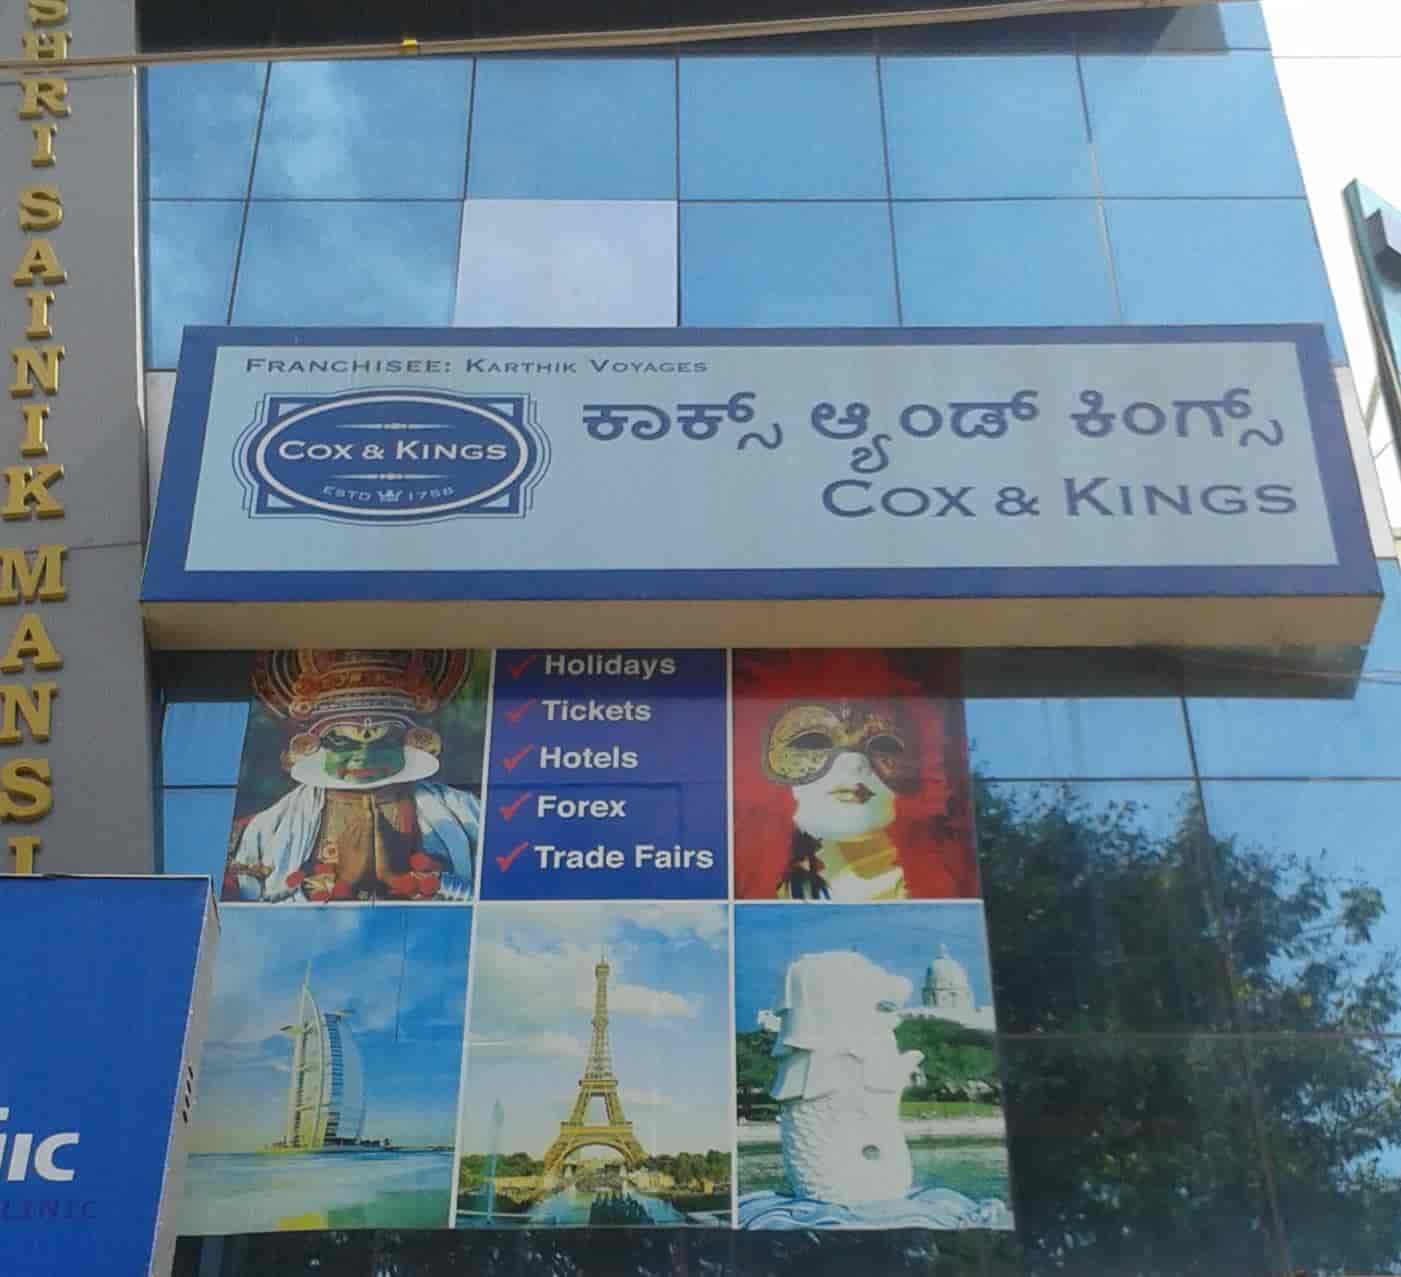 SHRI SAINIK MANSI
FRANCHISEE: KARTHIK VOYAGES
COX & KINGS
ESTD 1758
ಕಾಕ್ಸ್ ಆ್ಯಂಡ್ ಕಿಂಗ್ಸ್
COX & KINGS
Holidays
Tickets
Hotels
Forex
Trade Fairs